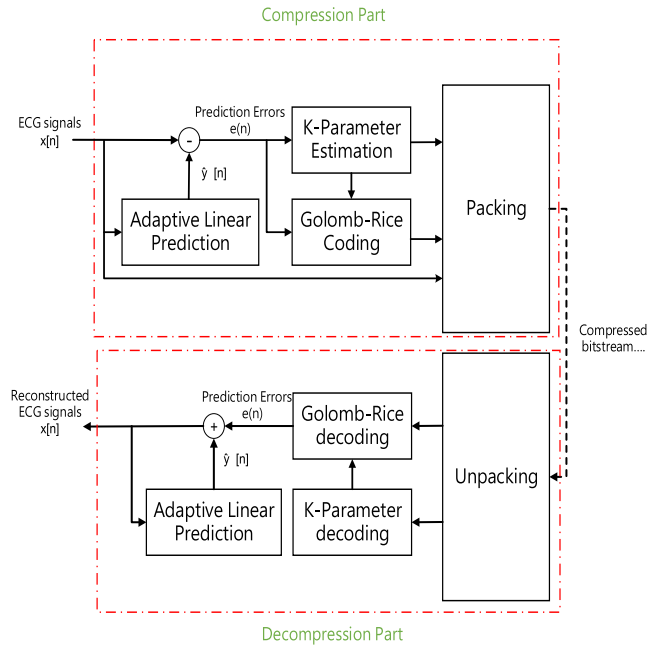 Compression Part
ECG signals
x[n]
Prediction Errors
e(n)
-
ŷ [n]
K-Parameter
Estimation
Adaptive Linear
Prediction
Golomb-Rice
Coding
Packing
Compressed
bitstream....
Reconstructed
ECG signals
x[n]
Prediction Errors
e(n)
+
ŷ [n]
Golomb-Rice
decoding
Adaptive Linear
Prediction
K-Parameter
decoding
Unpacking
Decompression Part